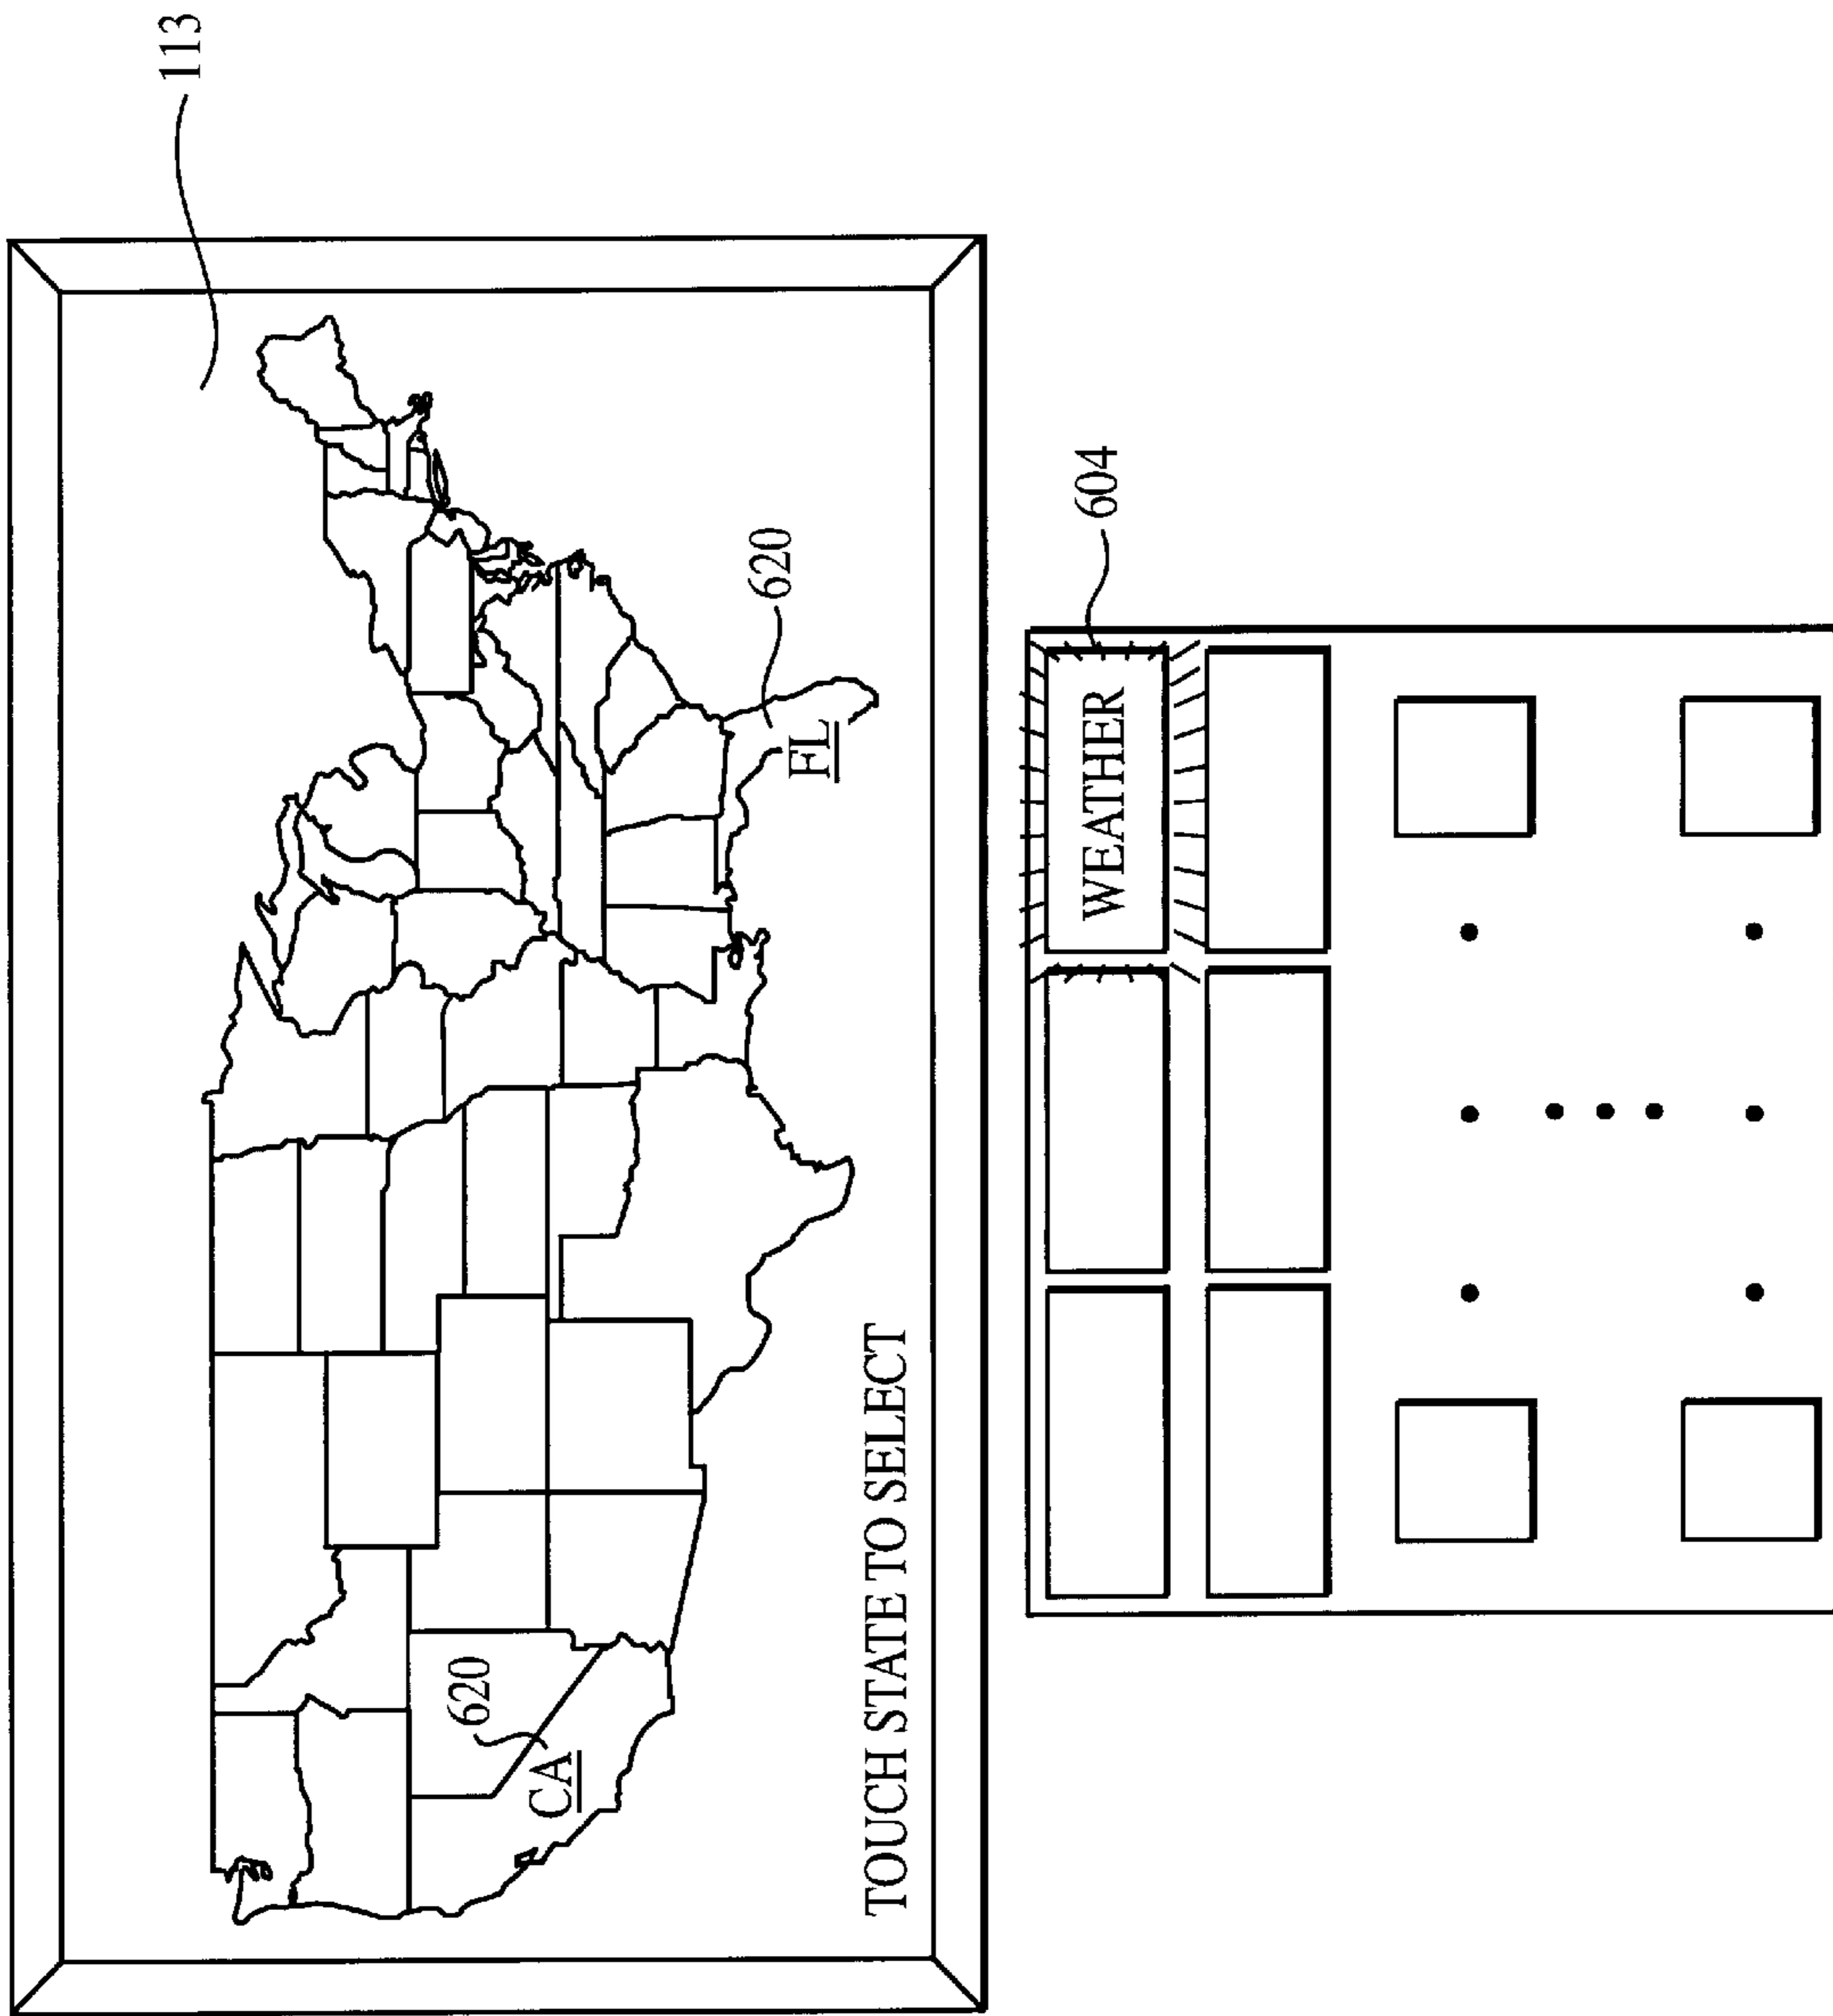 113
620
FL
620
CA
TOUCH STATE TO SELECT
604
WEATHER